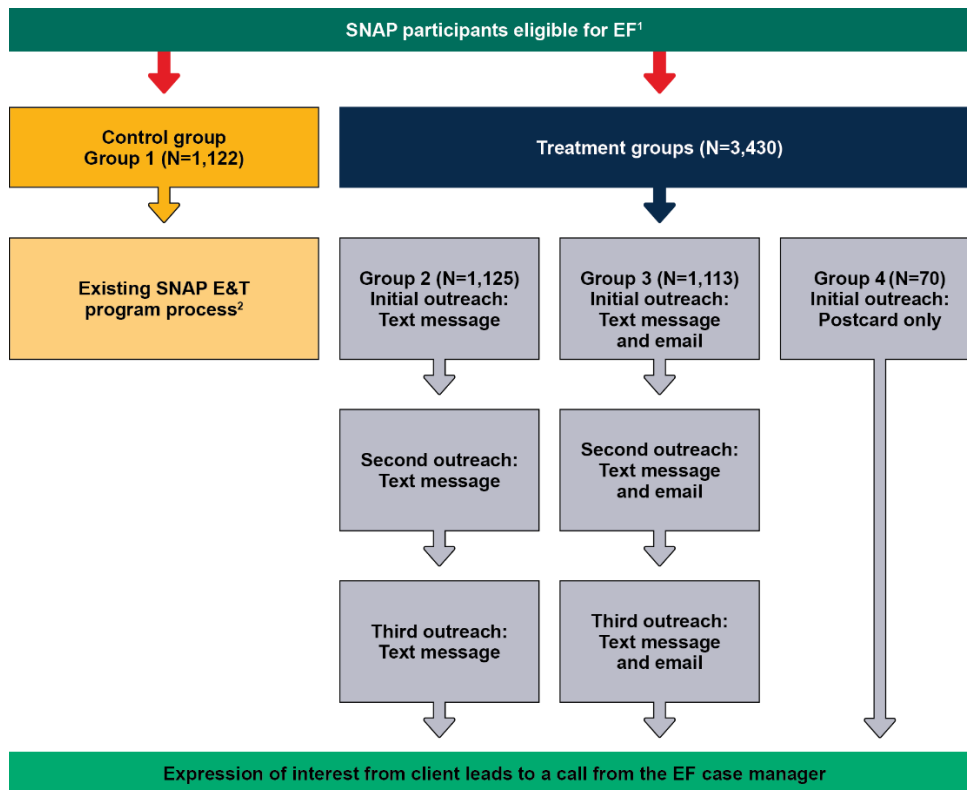 SNAP participants eligible for EF¹
Control group
Group 1 (N=1,122)
Treatment groups (N=3,430)
Existing SNAP E&T
program process²
Group 2 (N=1,125)
Initial outreach:
Text message
Group 3 (N=1,113)
Initial outreach:
Text message
and email
Group 4 (N=70)
Initial outreach:
Postcard only
Second outreach:
Text message
Second outreach:
Text message
and email
Third outreach:
Text message
Third outreach:
Text message
and email
Expression of interest from client leads to a call from the EF case manager